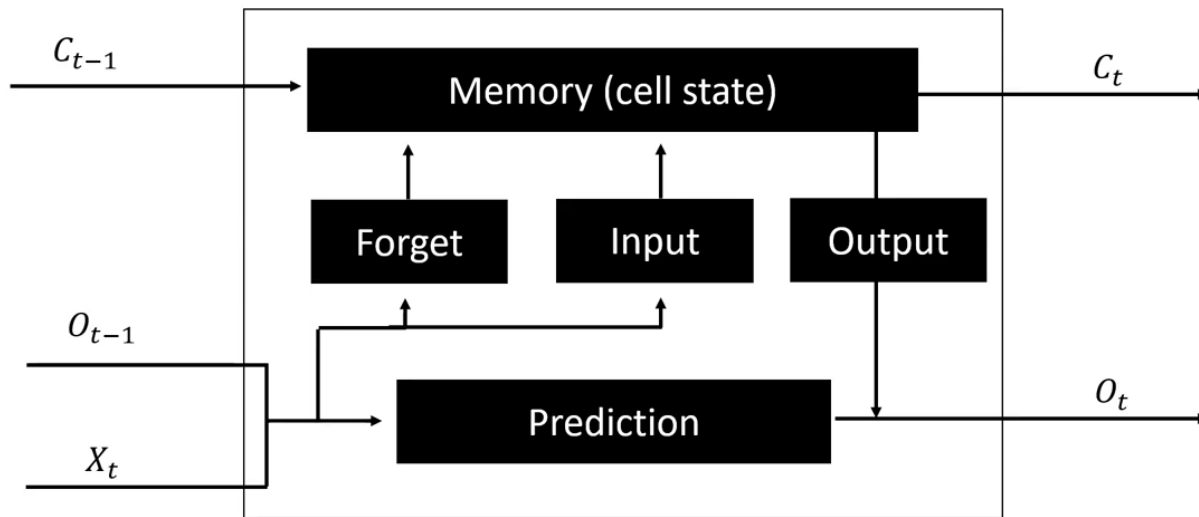 C_{t-1}
Memory (cell state)
C_t
Forget
Input
Output
O_{t-1}
Prediction
O_t
X_t